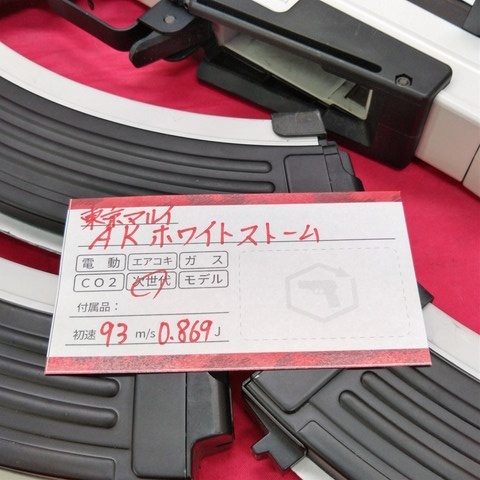 東京マルイ
AK ホワイトストーム
電動 エアコキ ガス
CO2 次世代 モデル
付属品：
初速 93 m/s 0.869 J